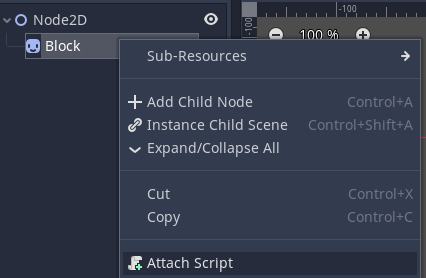 Node2D
Block
-100
-100
100 %
Sub-Resources
Add Child Node Control+A
Instance Child Scene Control+Shift+A
Expand/Collapse All
Cut Control+X
Copy Control+C
Attach Script